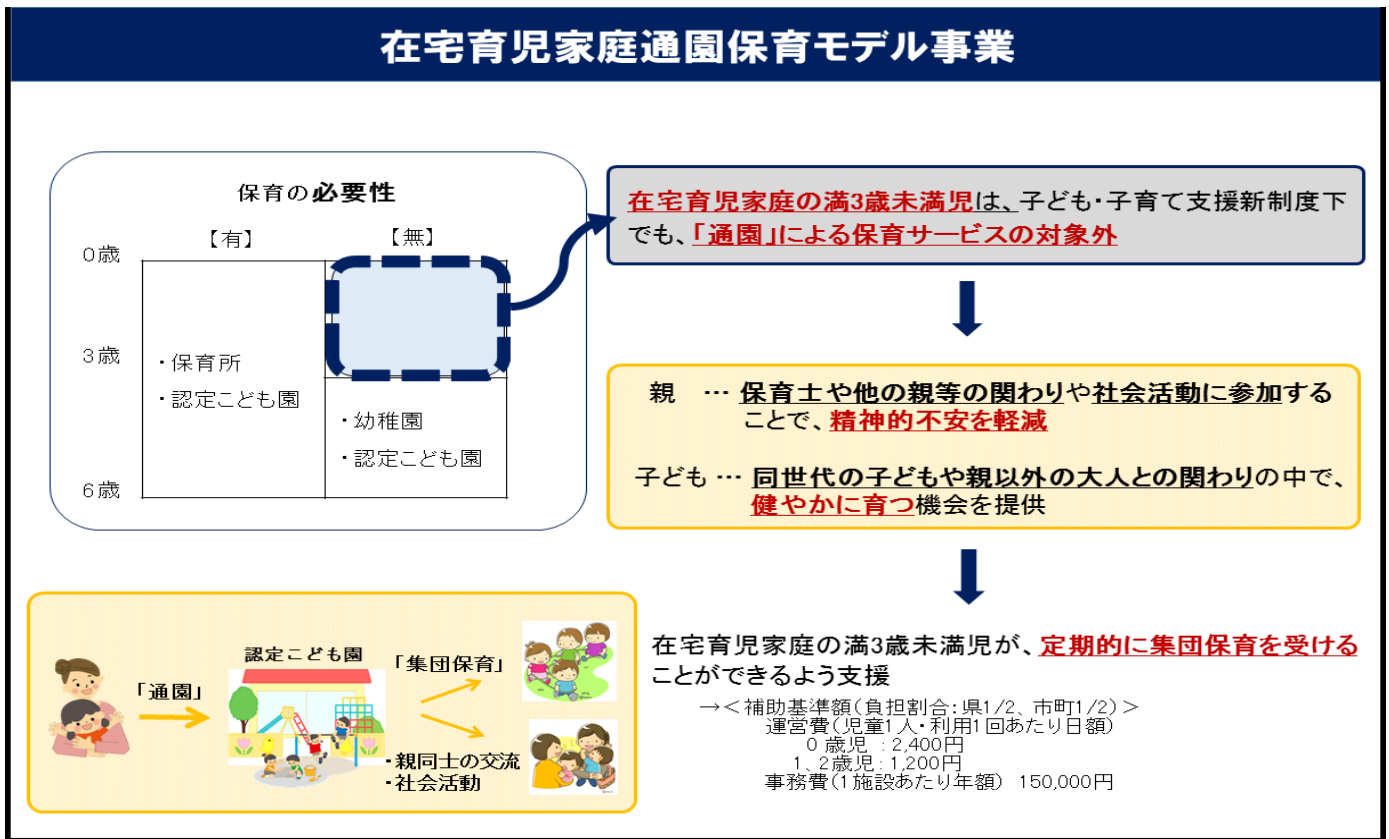 在宅育児家庭通園保育モデル事業
保育の必要性
【有】
【無】
0歳
3歳
6歳
・保育所
・認定こども園
・幼稚園
・認定こども園
在宅育児家庭の満3歳未満児は、子ども・子育て支援新制度下
でも、「通園」による保育サービスの対象外
親 … 保育士や他の親等の関わりや社会活動に参加する
ことで、精神的不安を軽減
子ども … 同世代の子どもや親以外の大人との関わりの中で、
健やかに育つ機会を提供
「通園」
認定こども園
「集団保育」
・親同士の交流
・社会活動
在宅育児家庭の満3歳未満児が、定期的に集団保育を受ける
ことができるよう支援
→＜補助基準額(負担割合:県1/2、市町1/2)＞
運営費(児童1人・利用1回あたり日額)
0歳児 : 2,400円
1、2歳児 : 1,200円
事務費(1施設あたり年額) 150,000円